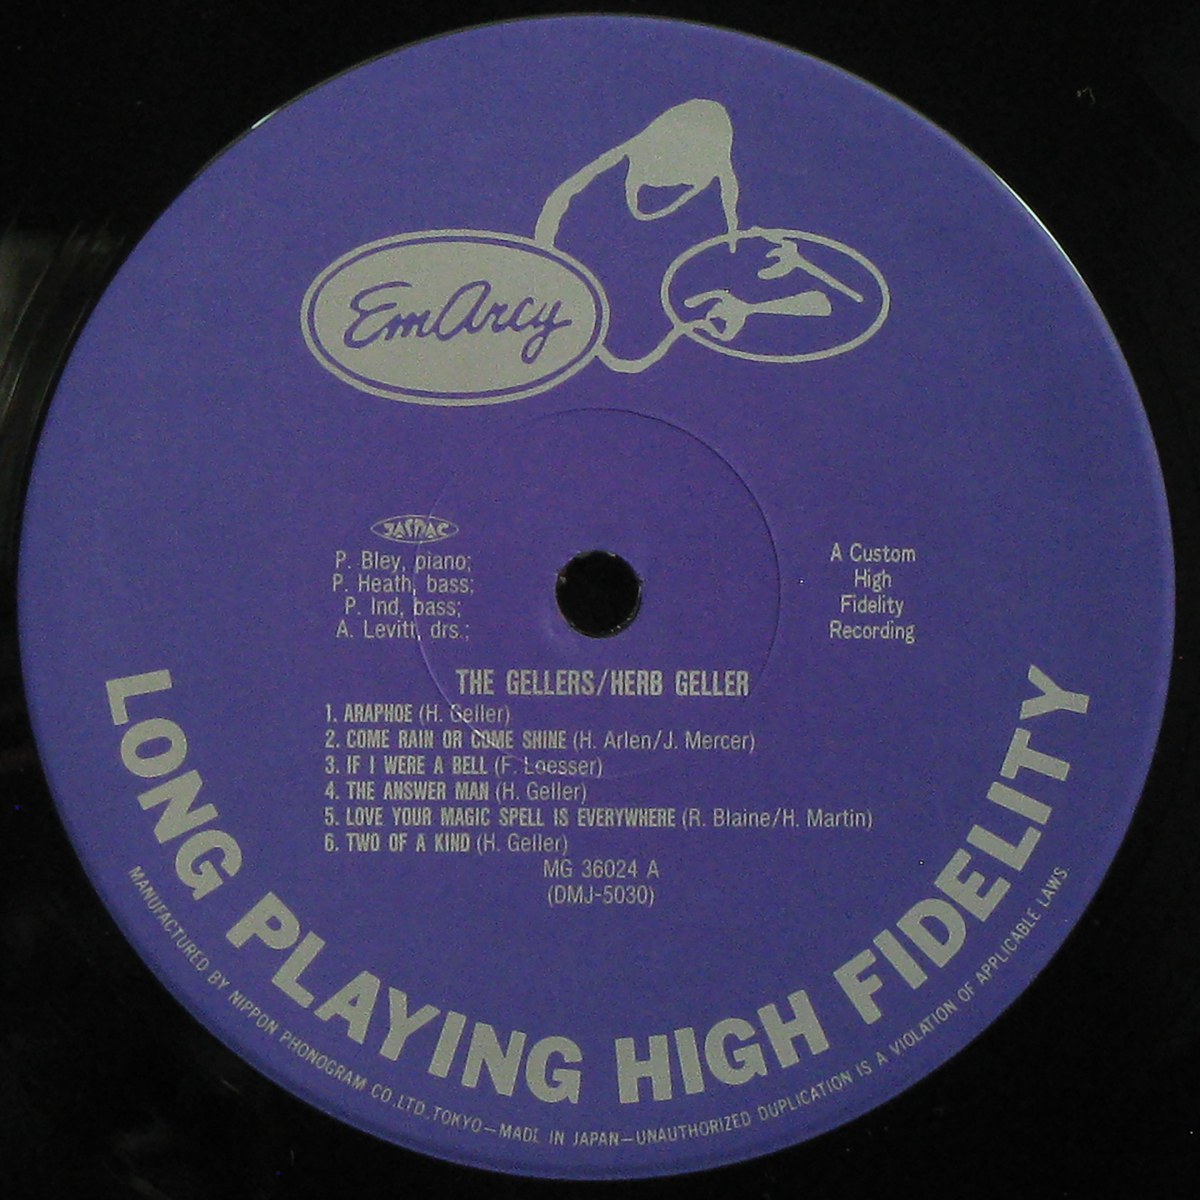 EmArcy
JASRAC
P. Bley, piano;
P. Heath, bass;
P. Ind, bass;
A. Levitt, drs.;
A Custom
High
Fidelity
Recording
THE GELLERS/HERB GELLER
1. ARAPHOE (H. Geller)
2. COME RAIN OR COME SHINE (H. Arlen/J. Mercer)
3. IF I WERE A BELL (F. Loesser)
4. THE ANSWER MAN (H. Geller)
5. LOVE YOUR MAGIC SPELL IS EVERYWHERE (R. Blaine/H. Martin)
6. TWO OF A KIND (H. Geller)
MG 36024 A
(DMJ-5030)
LONG PLAYING HIGH FIDELITY
MANUFACTURED BY NIPPON PHONOGRAM CO.,LTD.,TOKYO—MADE IN JAPAN—UNAUTHORIZED DUPLICATION IS A VIOLATION OF APPLICABLE LAWS.